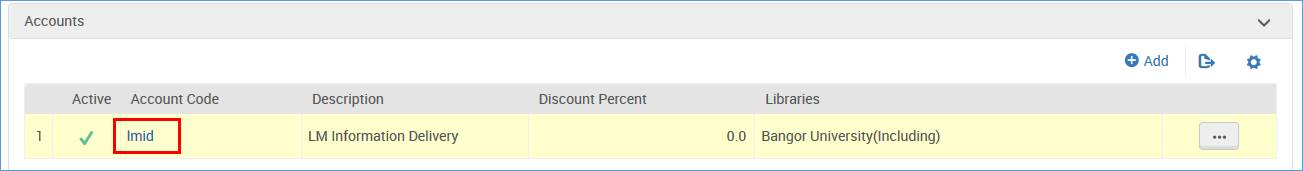 Accounts
Add
Active Account Code Description Discount Percent Libraries
1 lmid LM Information Delivery 0.0 Bangor University(Including)